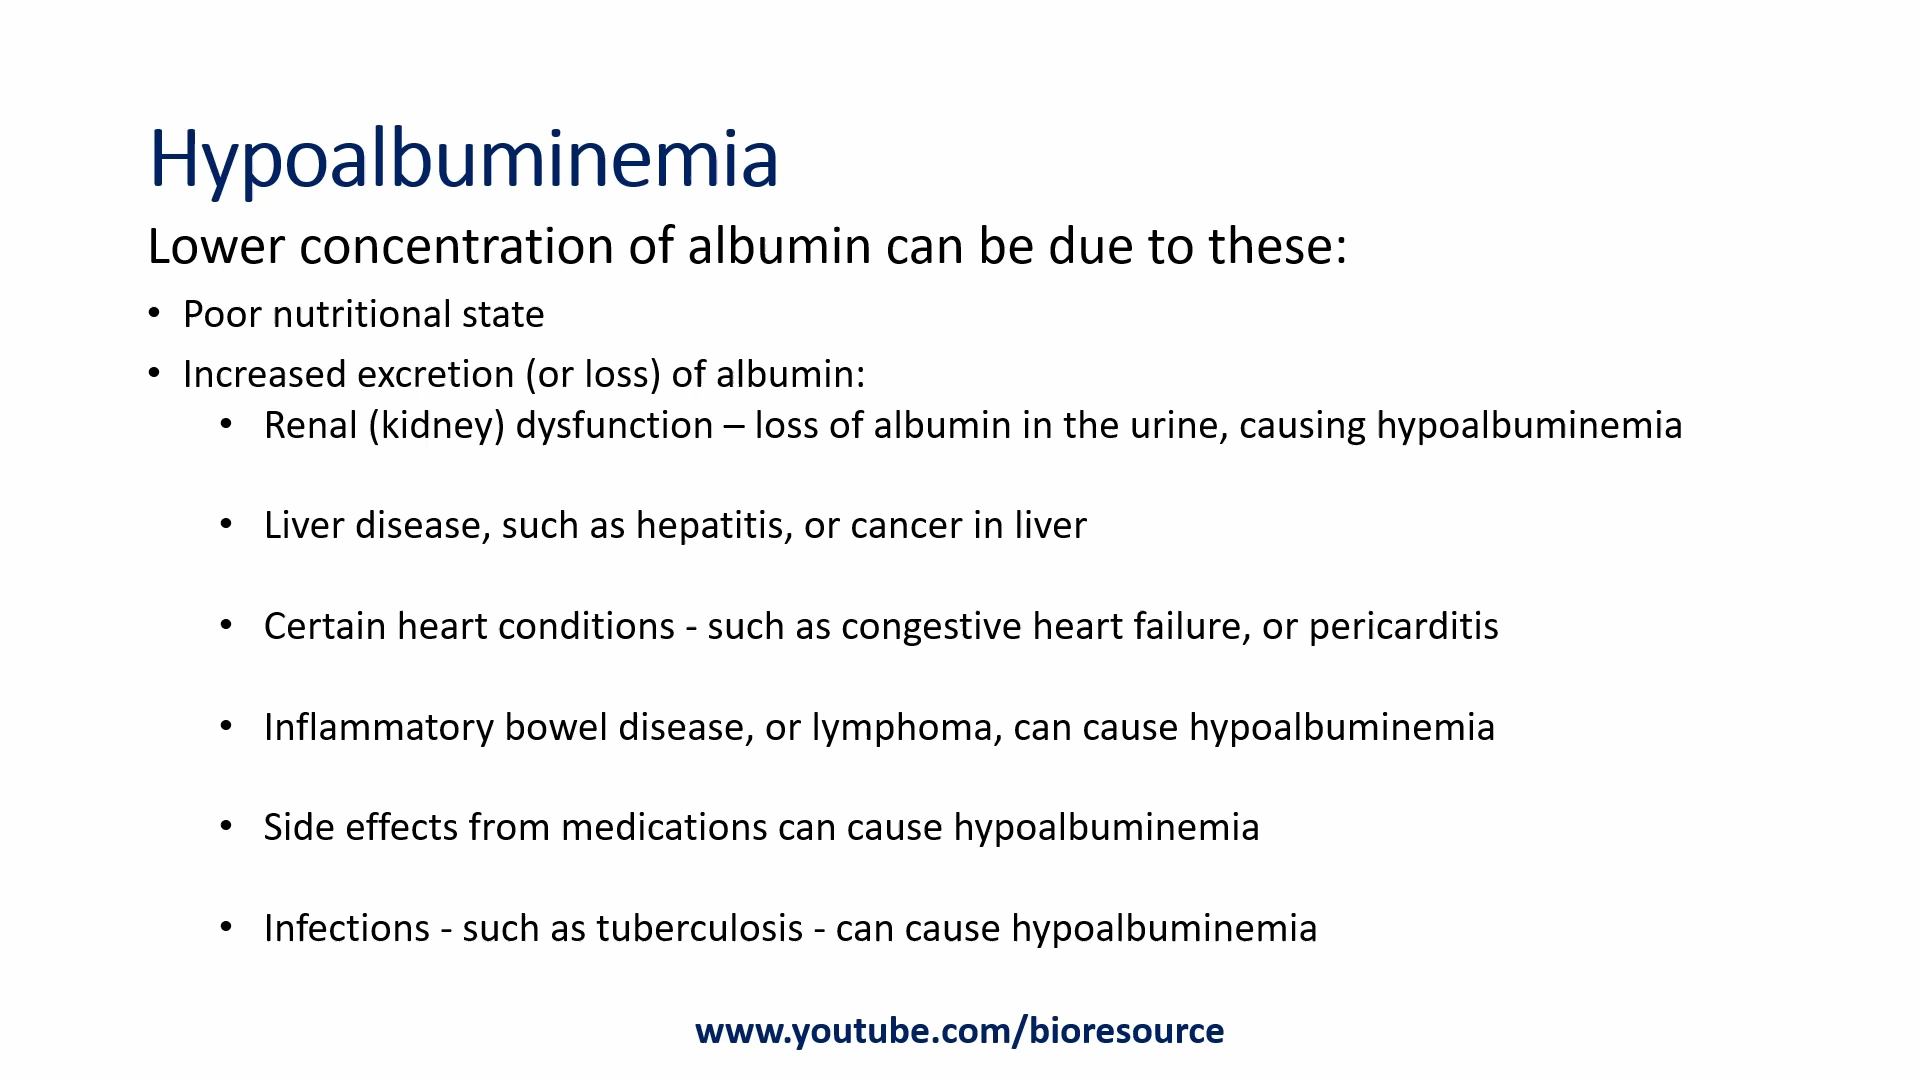 Hypoalbuminemia
Lower concentration of albumin can be due to these:
• Poor nutritional state
• Increased excretion (or loss) of albumin:
• Renal (kidney) dysfunction – loss of albumin in the urine, causing hypoalbuminemia
• Liver disease, such as hepatitis, or cancer in liver
• Certain heart conditions - such as congestive heart failure, or pericarditis
• Inflammatory bowel disease, or lymphoma, can cause hypoalbuminemia
• Side effects from medications can cause hypoalbuminemia
• Infections - such as tuberculosis - can cause hypoalbuminemia
www.youtube.com/bioresource